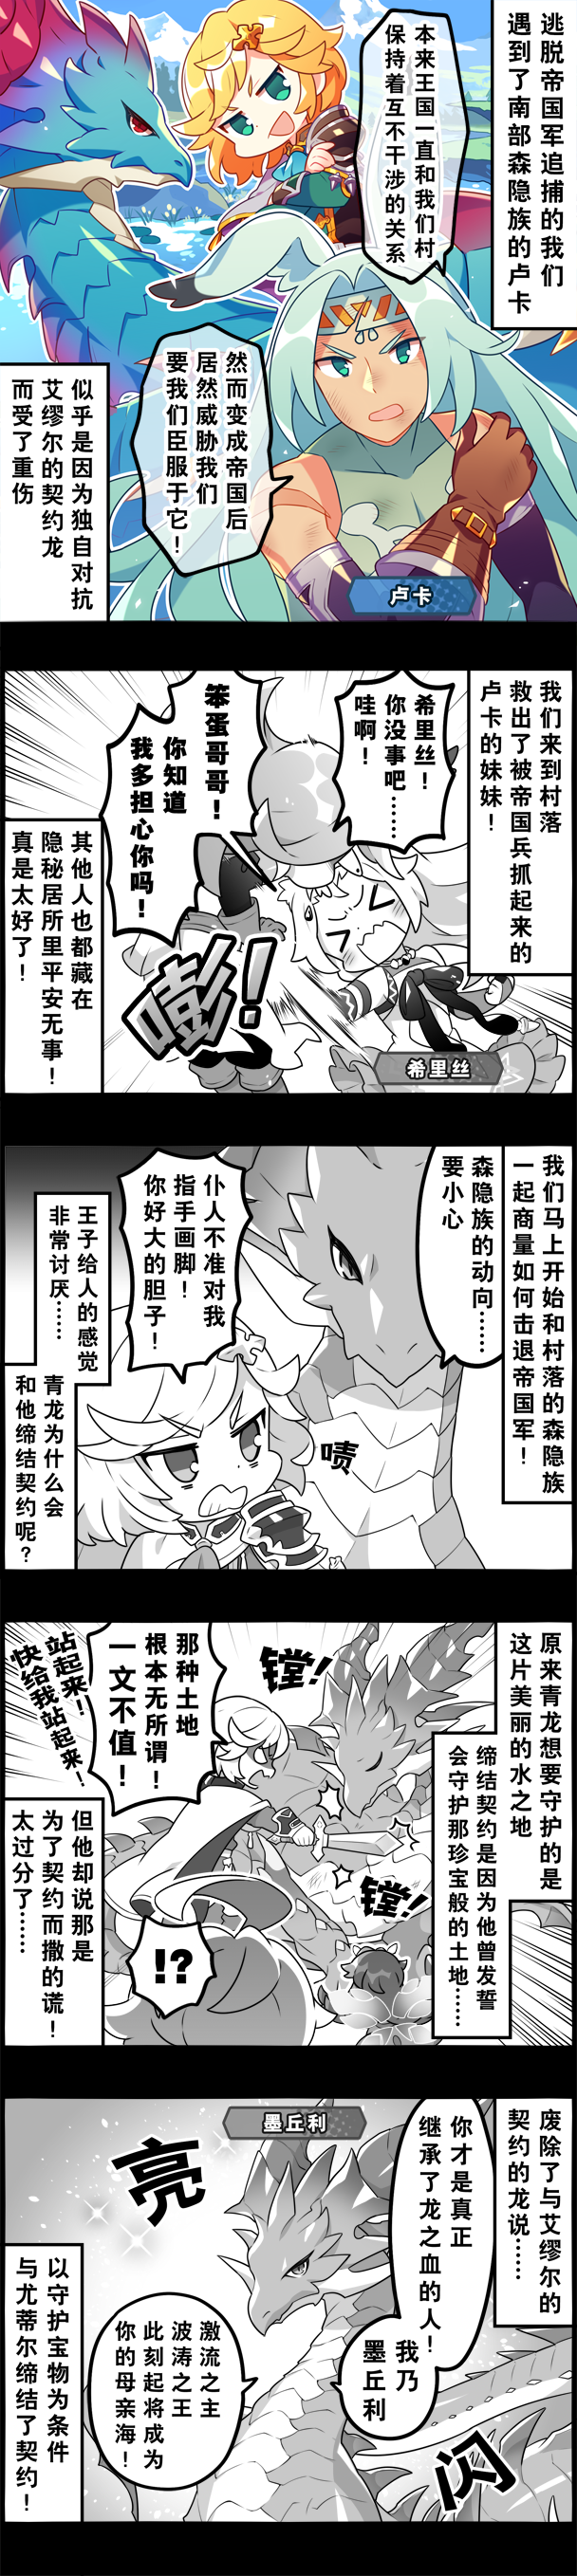 逃脱帝国军追捕的我们
遇到了南部森隐族的卢卡
本来王国一直和我们村
保持着互不干涉的关系
然而变成帝国后
居然威胁我们
要我们臣服于它！
似乎是因为独自对抗
艾缪尔的契约龙
而受了重伤
卢卡
我们来到村落
救出了被帝国兵抓起来的
卢卡的妹妹！
希里丝！
你没事吧……
哇啊！
笨蛋哥哥！
你知道
我多担心你吗！
嘭！
其他人也都藏在
隐秘居所里平安无事！
真是太好了！
希里丝
我们马上开始和村落的森隐族
一起商量如何击退帝国军！
森隐族的动向……
要小心
仆人不准对我
指手画脚！
你好大的胆子！
啧
王子给人的感觉
非常讨厌……
青龙为什么会
和他缔结契约呢？
原来青龙想要守护的是
这片美丽的水之地
缔结契约是因为他曾发誓
会守护那珍宝般的土地……
镗！
镗！
那种土地
根本无所谓！
一文不值！
站起来！
快给我站起来！
!?
但他却说那是
为了契约而撒的谎！
太过分了……
废除了与艾缪尔的
契约的龙说……
你才是真正
继承了龙之血的人！
我乃
墨丘利
墨丘利
亮
激流之主
波涛之王
此刻起将成为
你的母亲海！
闪
以守护宝物为条件
与尤蒂尔缔结了契约！